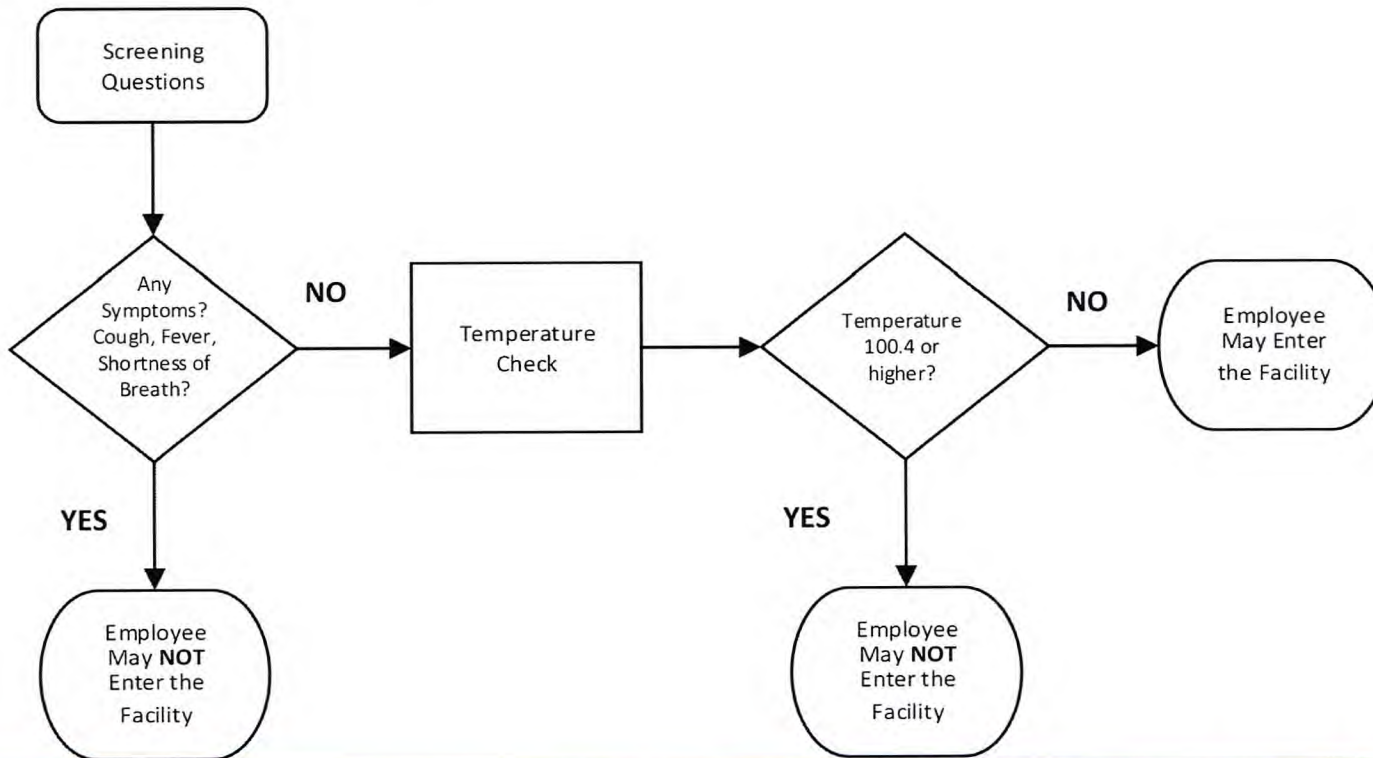 Screening
Questions
Any
Symptoms?
Cough, Fever,
Shortness of
Breath?
NO
Temperature
Check
Temperature
100.4 or
higher?
NO
Employee
May Enter
the Facility
YES
Employee
May NOT
Enter the
Facility
YES
Employee
May NOT
Enter the
Facility